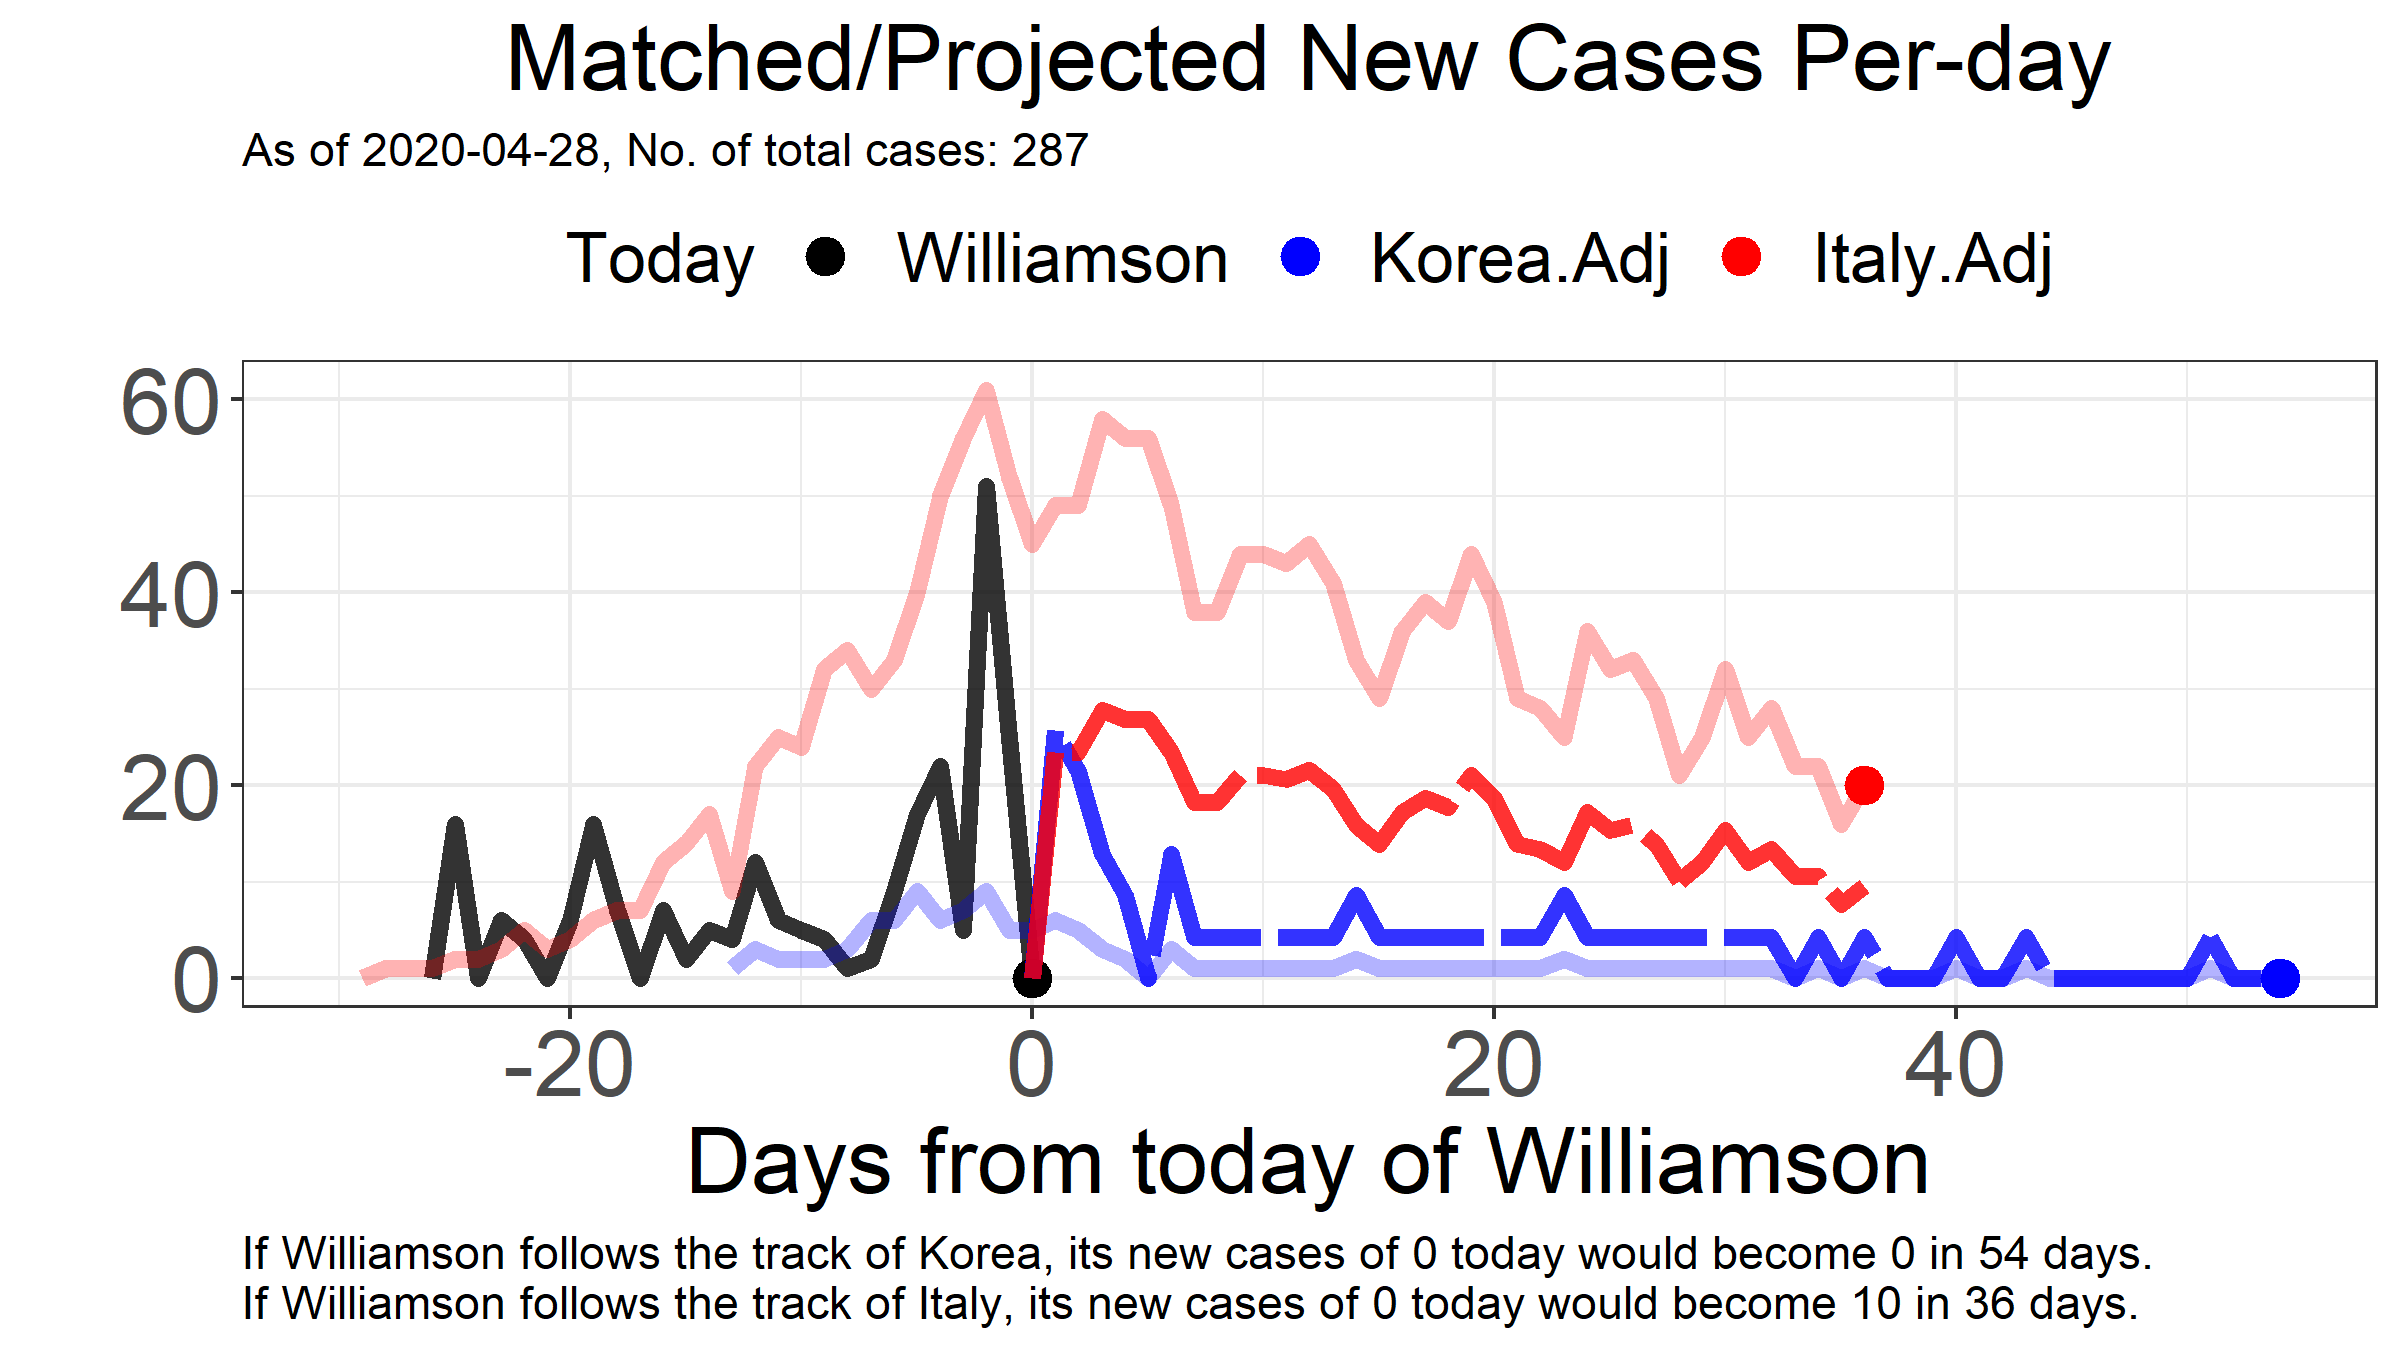 Matched/Projected New Cases Per-day
As of 2020-04-28, No. of total cases: 287
Today Williamson Korea.Adj Italy.Adj
60
40
20
0
-20 0 20 40
Days from today of Williamson
If Williamson follows the track of Korea, its new cases of 0 today would become 0 in 54 days.
If Williamson follows the track of Italy, its new cases of 0 today would become 10 in 36 days.